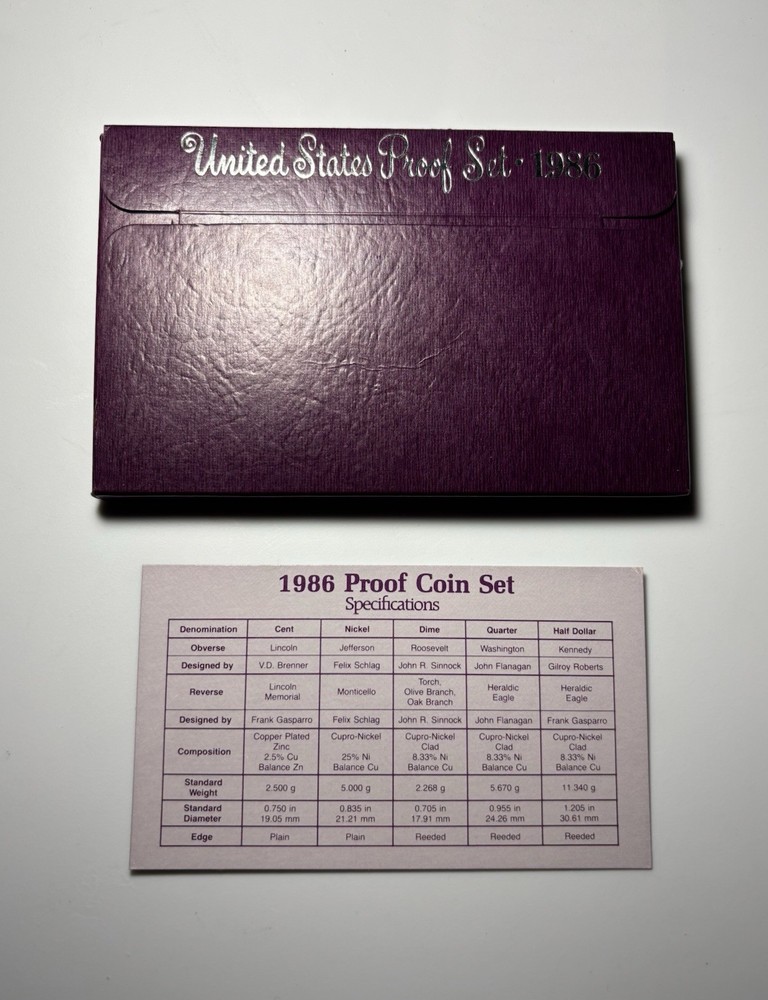 United States Proof Set · 1986
1986 Proof Coin Set
Specifications
Denomination Cent Nickel Dime Quarter Half Dollar
Obverse Lincoln Jefferson Roosevelt Washington Kennedy
Designed by V.D. Brenner Felix Schlag John R. Sinnock John Flanagan Gilroy Roberts
Reverse Lincoln Memorial Monticello Torch, Olive Branch, Oak Branch Heraldic Eagle Heraldic Eagle
Designed by Frank Gasparro Felix Schlag John R. Sinnock John Flanagan Frank Gasparro
Composition Copper Plated Zinc 2.5% Cu Balance Zn Cupro-Nickel 25% Ni Balance Cu Cupro-Nickel Clad 8.33% Ni Balance Cu Cupro-Nickel Clad 8.33% Ni Balance Cu Cupro-Nickel Clad 8.33% Ni Balance Cu
Standard Weight 2.500 g 5.000 g 2.268 g 5.670 g 11.340 g
Standard Diameter 0.750 in 19.05 mm 0.835 in 21.21 mm 0.705 in 17.91 mm 0.955 in 24.26 mm 1.205 in 30.61 mm
Edge Plain Plain Reeded Reeded Reeded